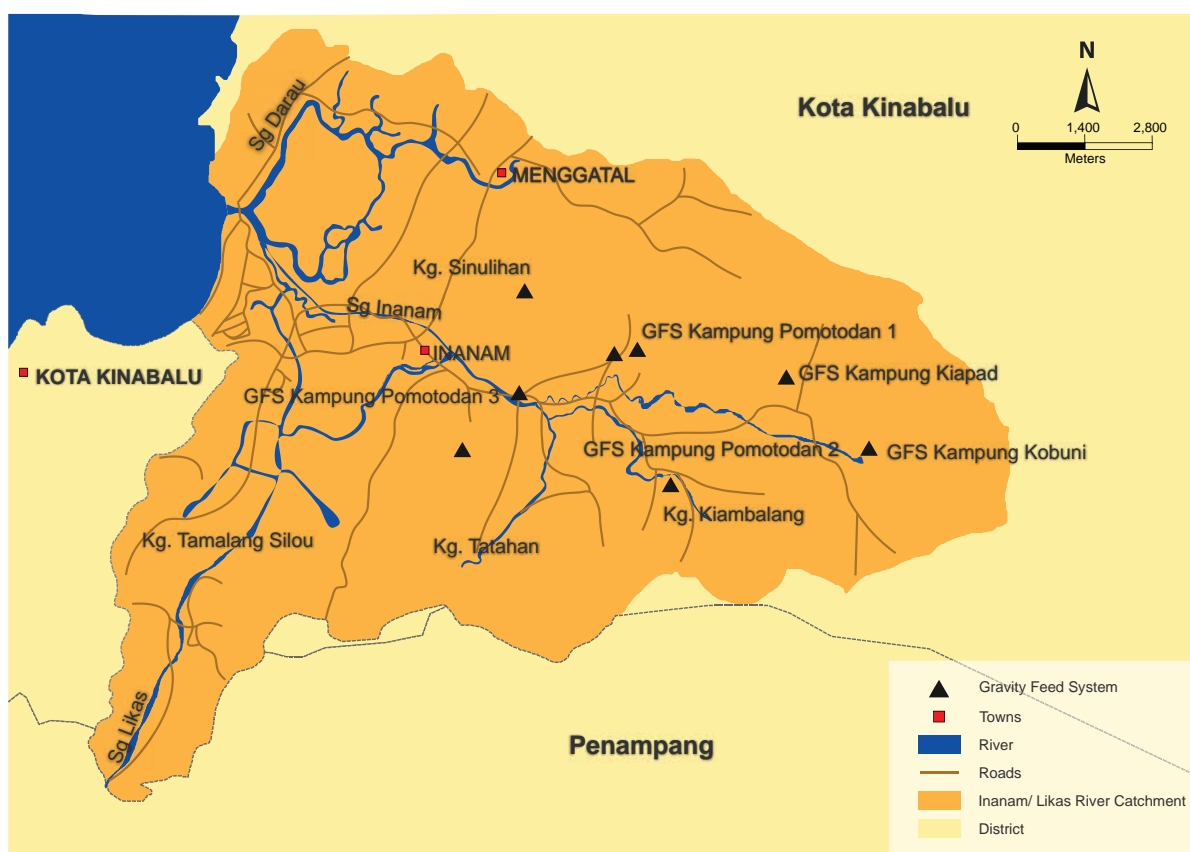 N
Kota Kinabalu
0 1,400 2,800
Meters
Sg Darau
MENGGATAL
Kg. Sinulihan
Sg Inanam
GFS Kampung Pomotodan 1
INANAM
KOTA KINABALU
GFS Kampung Kiapad
GFS Kampung Pomotodan 3
GFS Kampung Pomotodan 2
GFS Kampung Kobuni
Kg. Kiambalang
Kg. Tamalang Silou
Kg. Tatahan
Sg Likas
Penampang
Gravity Feed System
Towns
River
Roads
Inanam/ Likas River Catchment
District